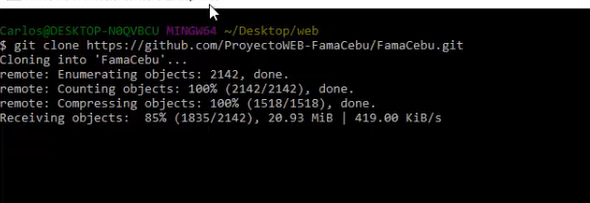 Carlos@DESKTOP-N0QVBCU MINGW64 ~/Desktop/web
$ git clone https://github.com/ProyectoWEB-FamaCebu/FamaCebu.git
Cloning into 'FamaCebu'...
remote: Enumerating objects: 2142, done.
remote: Counting objects: 100% (2142/2142), done.
remote: Compressing objects: 100% (1518/1518), done.
Receiving objects:  85% (1835/2142), 20.93 MiB | 419.00 KiB/s